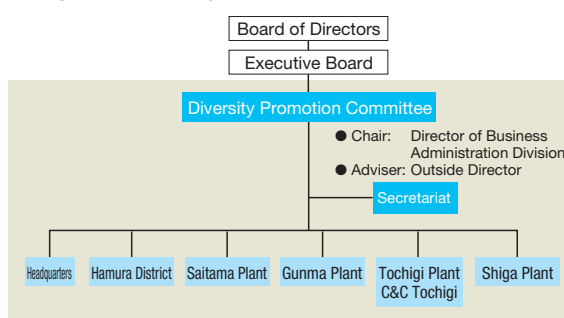 Board of Directors
Executive Board
Diversity Promotion Committee
● Chair: Director of Business
Administration Division
● Adviser: Outside Director
Secretariat
Headquarters
Hamura District
Saitama Plant
Gunma Plant
Tochigi Plant
C&C Tochigi
Shiga Plant